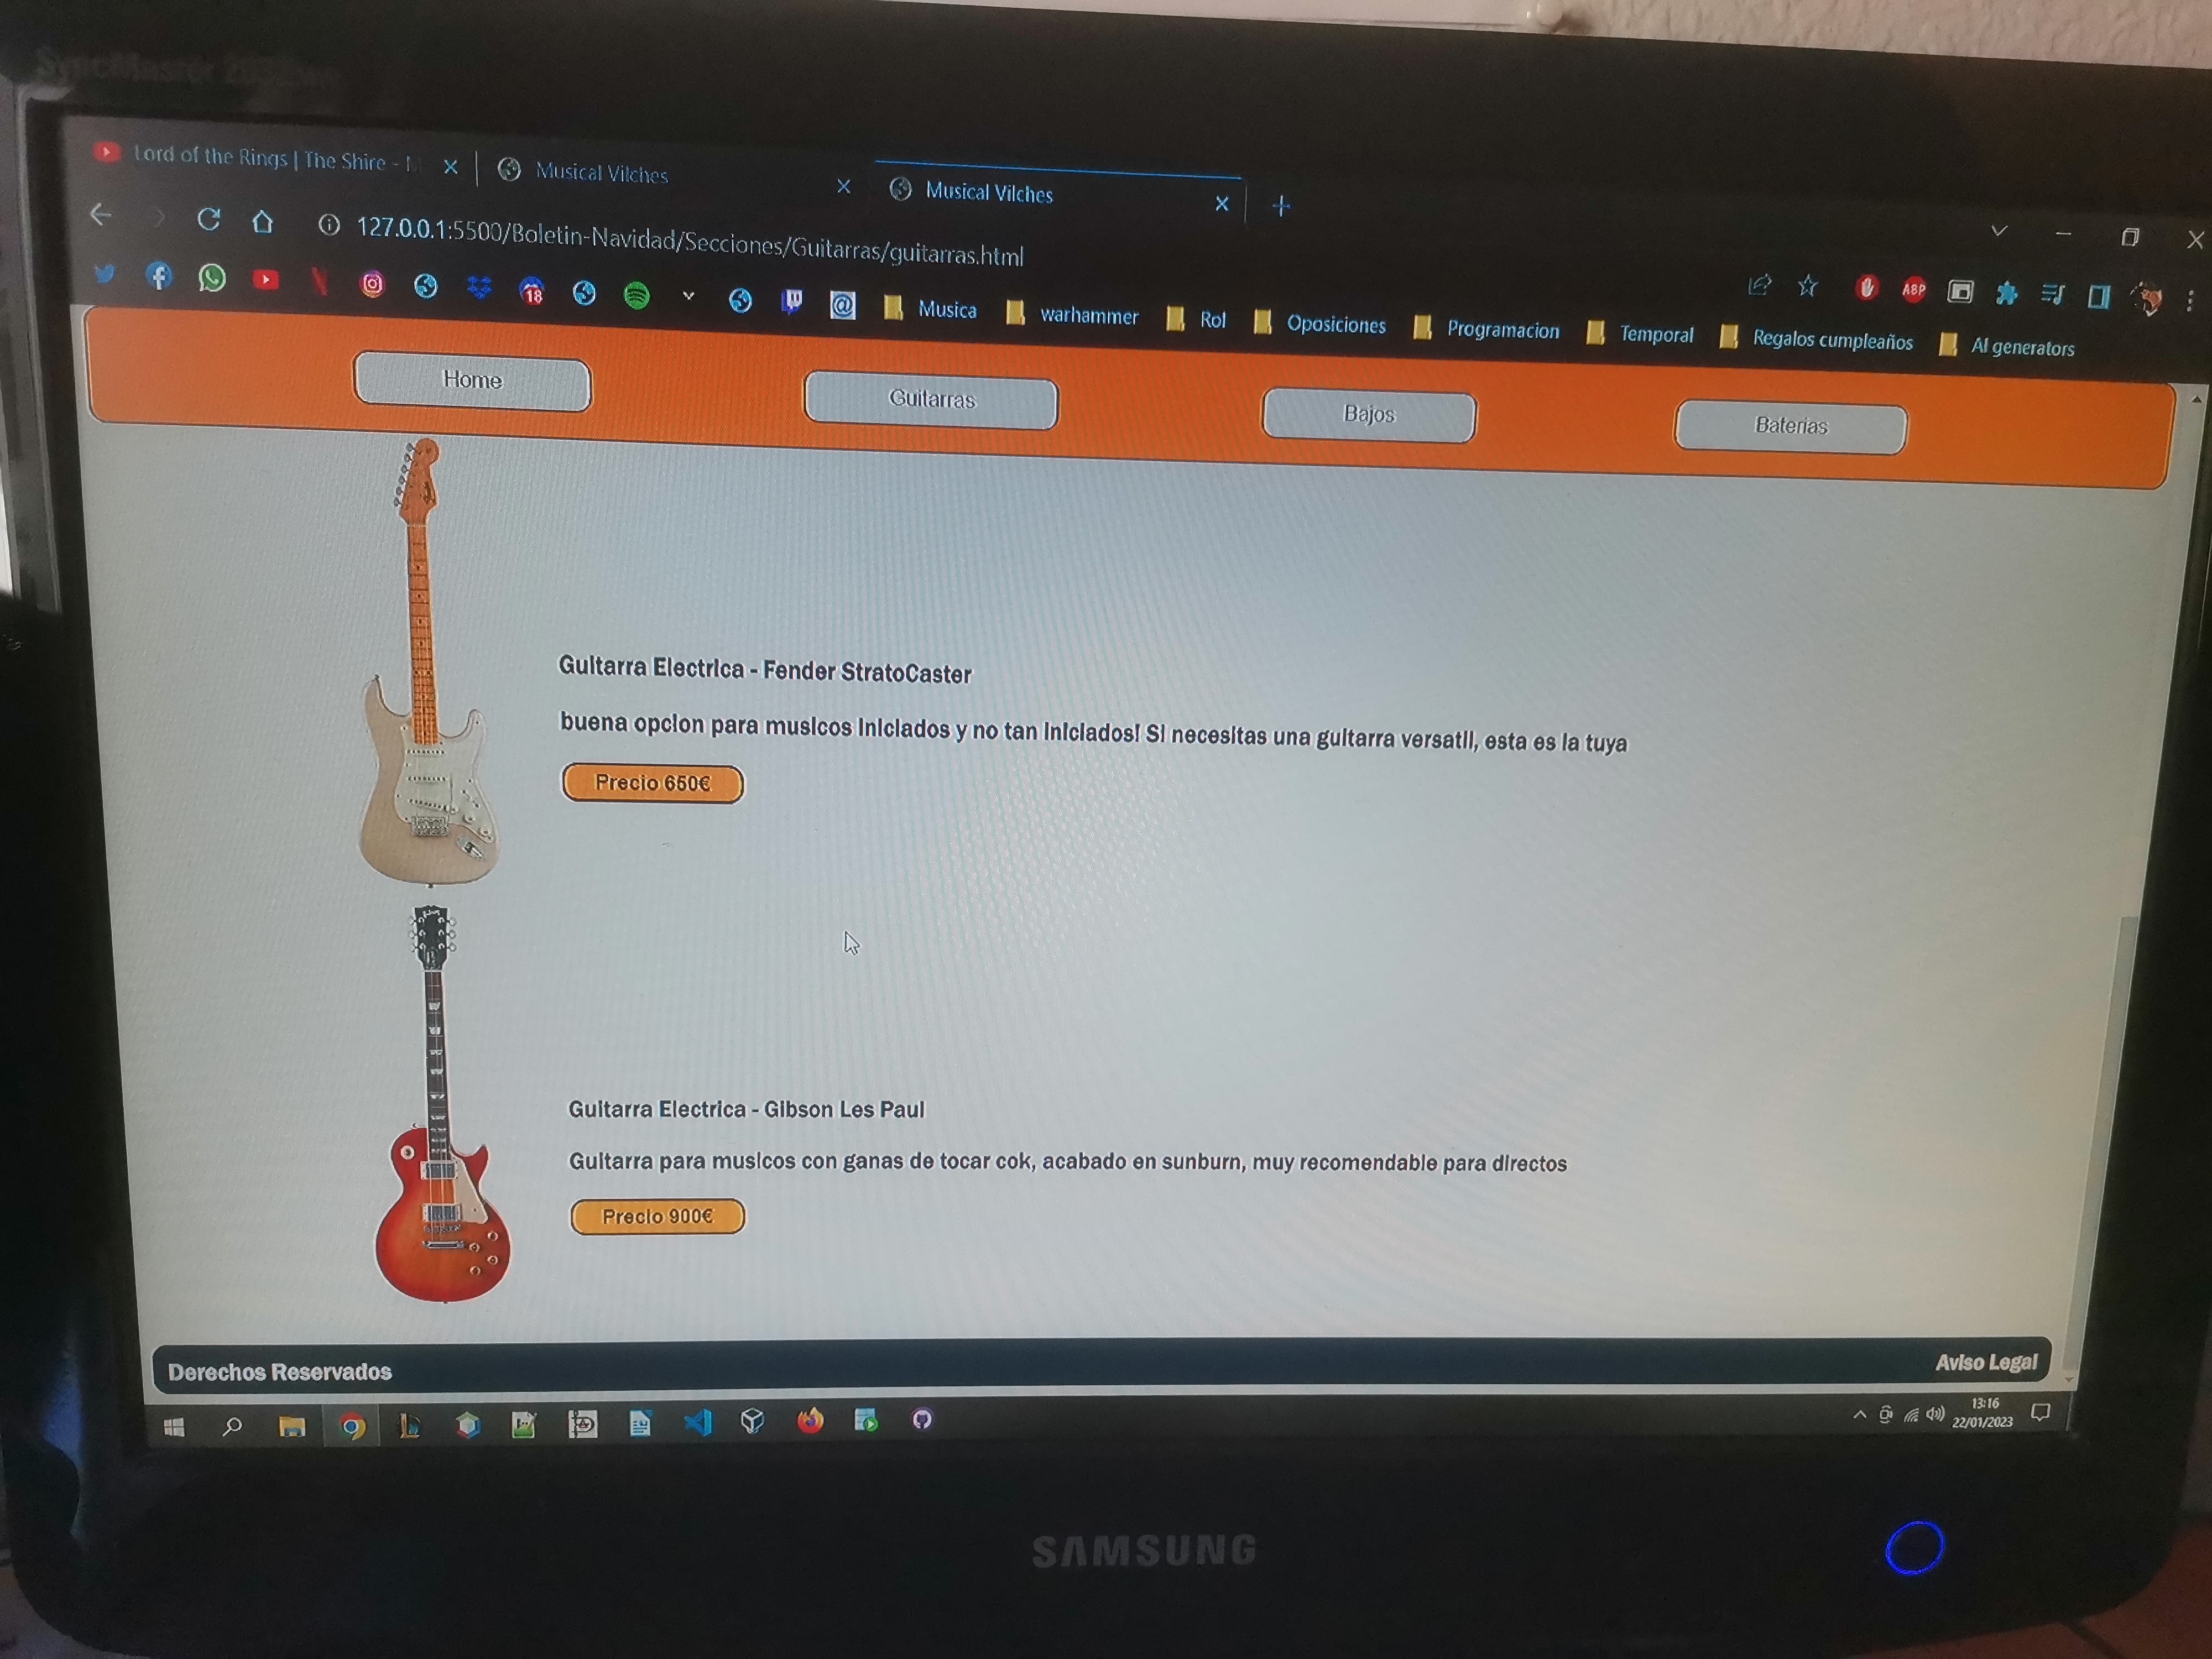 SyncMaster
Lord of the Rings | The Shire -
Musical Vilches
Musical Vilches
127.0.0.1:5500/Boletin-Navidad/Secciones/Guitarras/guitarras.html
18
Musica
warhammer
Rol
Oposiciones
Programacion
Temporal
Regalos cumpleaños
AI generators
ABP
Home
Guitarras
Bajos
Baterias
Guitarra Electrica - Fender StratoCaster
buena opcion para musicos iniciados y no tan iniciados! Si necesitas una guitarra versatil, esta es la tuya
Precio 650€
Guitarra Electrica - Gibson Les Paul
Guitarra para musicos con ganas de tocar cok, acabado en sunburn, muy recomendable para directos
Precio 900€
Derechos Reservados
Aviso Legal
13:16
22/01/2023
SAMSUNG